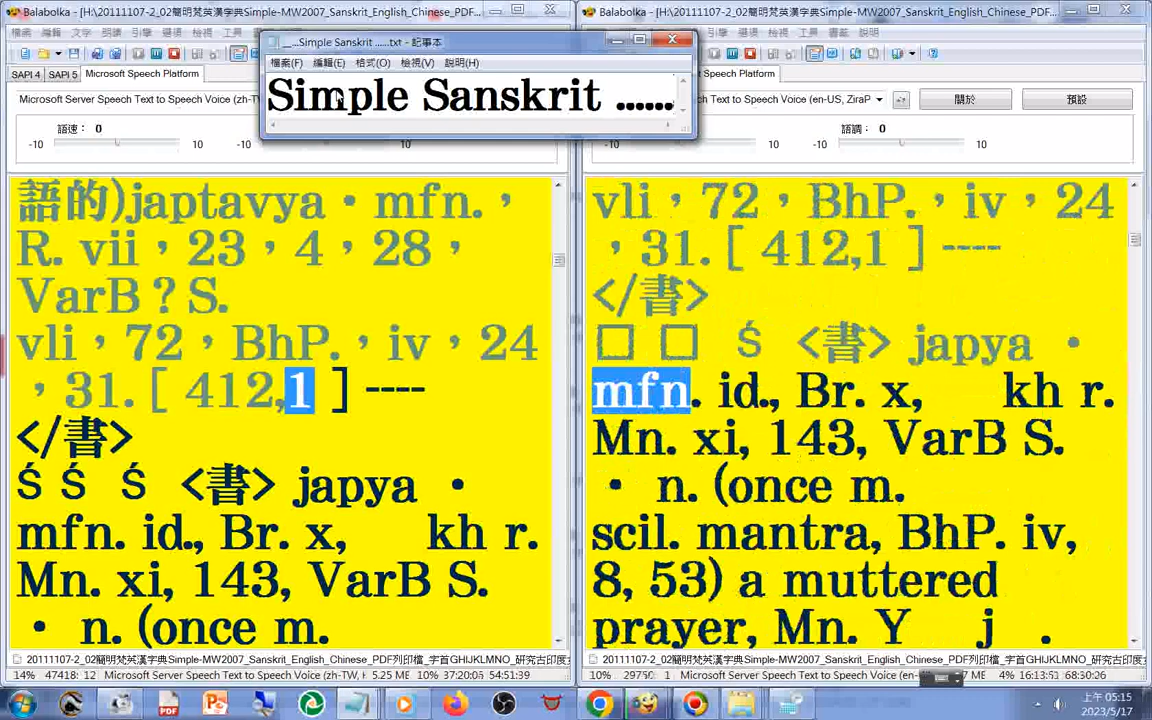 Balabolka - [H:\20111107-2_02簡明梵英漢字典Simple-MW2007_Sanskrit_English_Chinese_PDF...
Balabolka - [H:\20111107-2_02簡明梵英漢字典Simple-MW2007_Sanskrit_English_Chinese_PDF...
__...Simple Sanskrit ......txt - 記事本
檔案(F) 編輯(E) 格式(O) 檢視(V) 說明(H)
Simple Sanskrit ......
SAPI 4 SAPI 5 Microsoft Speech Platform
Microsoft Server Speech Text to Speech Voice (zh-TW,
語速： 0
-10 10 10
ch Platform
ch Text to Speech Voice (en-US, ZiraP
關於 預設
語調： 0
-10 10
語的)japtavya • mfn.，
R. vii，23，4，28，
VarB？S.
vli，72，BhP.，iv，24
，31. [ 412,1 ] ----
</書>
Ś Ś Ś <書> japya •
mfn. id., Br. x, kh r.
Mn. xi, 143, VarB S.
• n. (once m.
vli，72，BhP.，iv，24
，31. [ 412,1 ] ----
</書>
□ □ Ś <書> japya •
mfn. id., Br. x, kh r.
Mn. xi, 143, VarB S.
• n. (once m.
scil. mantra, BhP. iv,
8, 53) a muttered
prayer, Mn. Y j .
20111107-2_02簡明梵英漢字典Simple-MW2007_Sanskrit_English_Chinese_PDF列印檔_字首GHIJKLMNO_研究古印度
20111107-2_02簡明梵英漢字典Simple-MW2007_Sanskrit_English_Chinese_PDF列印檔_字首GHIJKLMNO_研究古印度
14% 47418: 12 Microsoft Server Speech Text to Speech Voice (zh-TW, 5.25 MB 37:20:05 54:51:39
10% Microsoft Server Speech Text to Speech Voice 4% 68:30:26
上午 05:15
2023/5/17